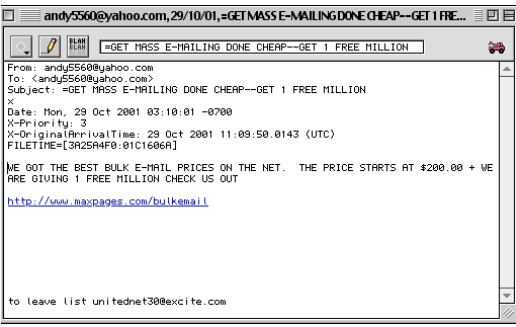 andy5560@yahoo.com, 29/10/01, =GET MASS E-MAILING DONE CHEAP--GET 1 FRE...
BLAH BLAH =GET MASS E-MAILING DONE CHEAP--GET 1 FREE MILLION
From: andy5560@yahoo.com
To: <andy5560@yahoo.com>
Subject: =GET MASS E-MAILING DONE CHEAP--GET 1 FREE MILLION
x
Date: Mon, 29 Oct 2001 03:10:01 -0700
X-Priority: 3
X-OriginalArrivalTime: 29 Oct 2001 11:09:50.0143 (UTC)
FILETIME=[3A25A4F0:01C1606A]
WE GOT THE BEST BULK E-MAIL PRICES ON THE NET.  THE PRICE STARTS AT $200.00 + WE
ARE GIVING 1 FREE MILLION CHECK US OUT
http://www.maxpages.com/bulkemail
to leave list unitednet30@excite.com